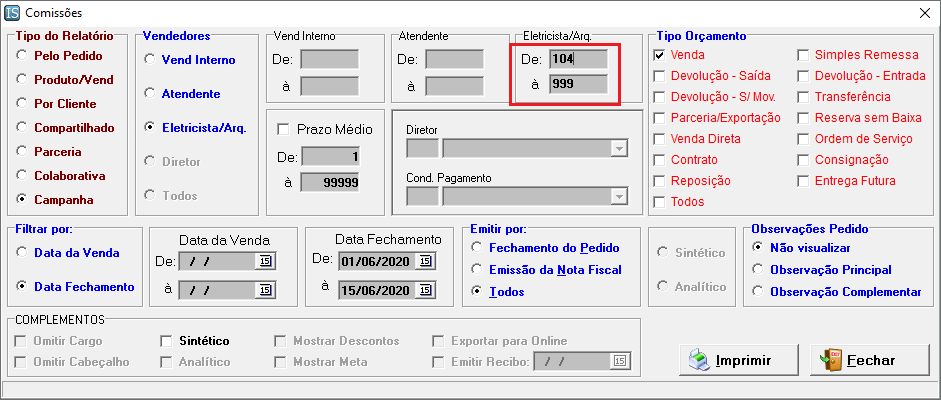 IS Comissões
Tipo do Relatório
Pelo Pedido
Produto/Vend
Por Cliente
Compartilhado
Parceria
Colaborativa
Campanha
Vendedores
Vend Interno
Atendente
Eletricista/Arq.
Diretor
Todos
Vend Interno
De:
à
Atendente
De:
à
Eletricista/Arq.
De: 104
à 999
Prazo Médio
De: 1
à 99999
Diretor
Cond. Pagamento
Tipo Orçamento
Venda
Devolução - Saída
Devolução - S/ Mov.
Parceria/Exportação
Venda Direta
Contrato
Reposição
Todos
Simples Remessa
Devolução - Entrada
Transferência
Reserva sem Baixa
Ordem de Serviço
Consignação
Entrega Futura
Filtrar por:
Data da Venda
Data Fechamento
Data da Venda
De: / / 15
à / / 15
Data Fechamento
De: 01/06/2020 15
à 15/06/2020 15
Emitir por:
Fechamento do Pedido
Emissão da Nota Fiscal
Todos
Sintético
Analítico
Observações Pedido
Não visualizar
Observação Principal
Observação Complementar
COMPLEMENTOS
Omitir Cargo
Omitir Cabeçalho
Sintético
Analítico
Mostrar Descontos
Mostrar Meta
Exportar para Online
Emitir Recibo: / / 15
Imprimir
Fechar